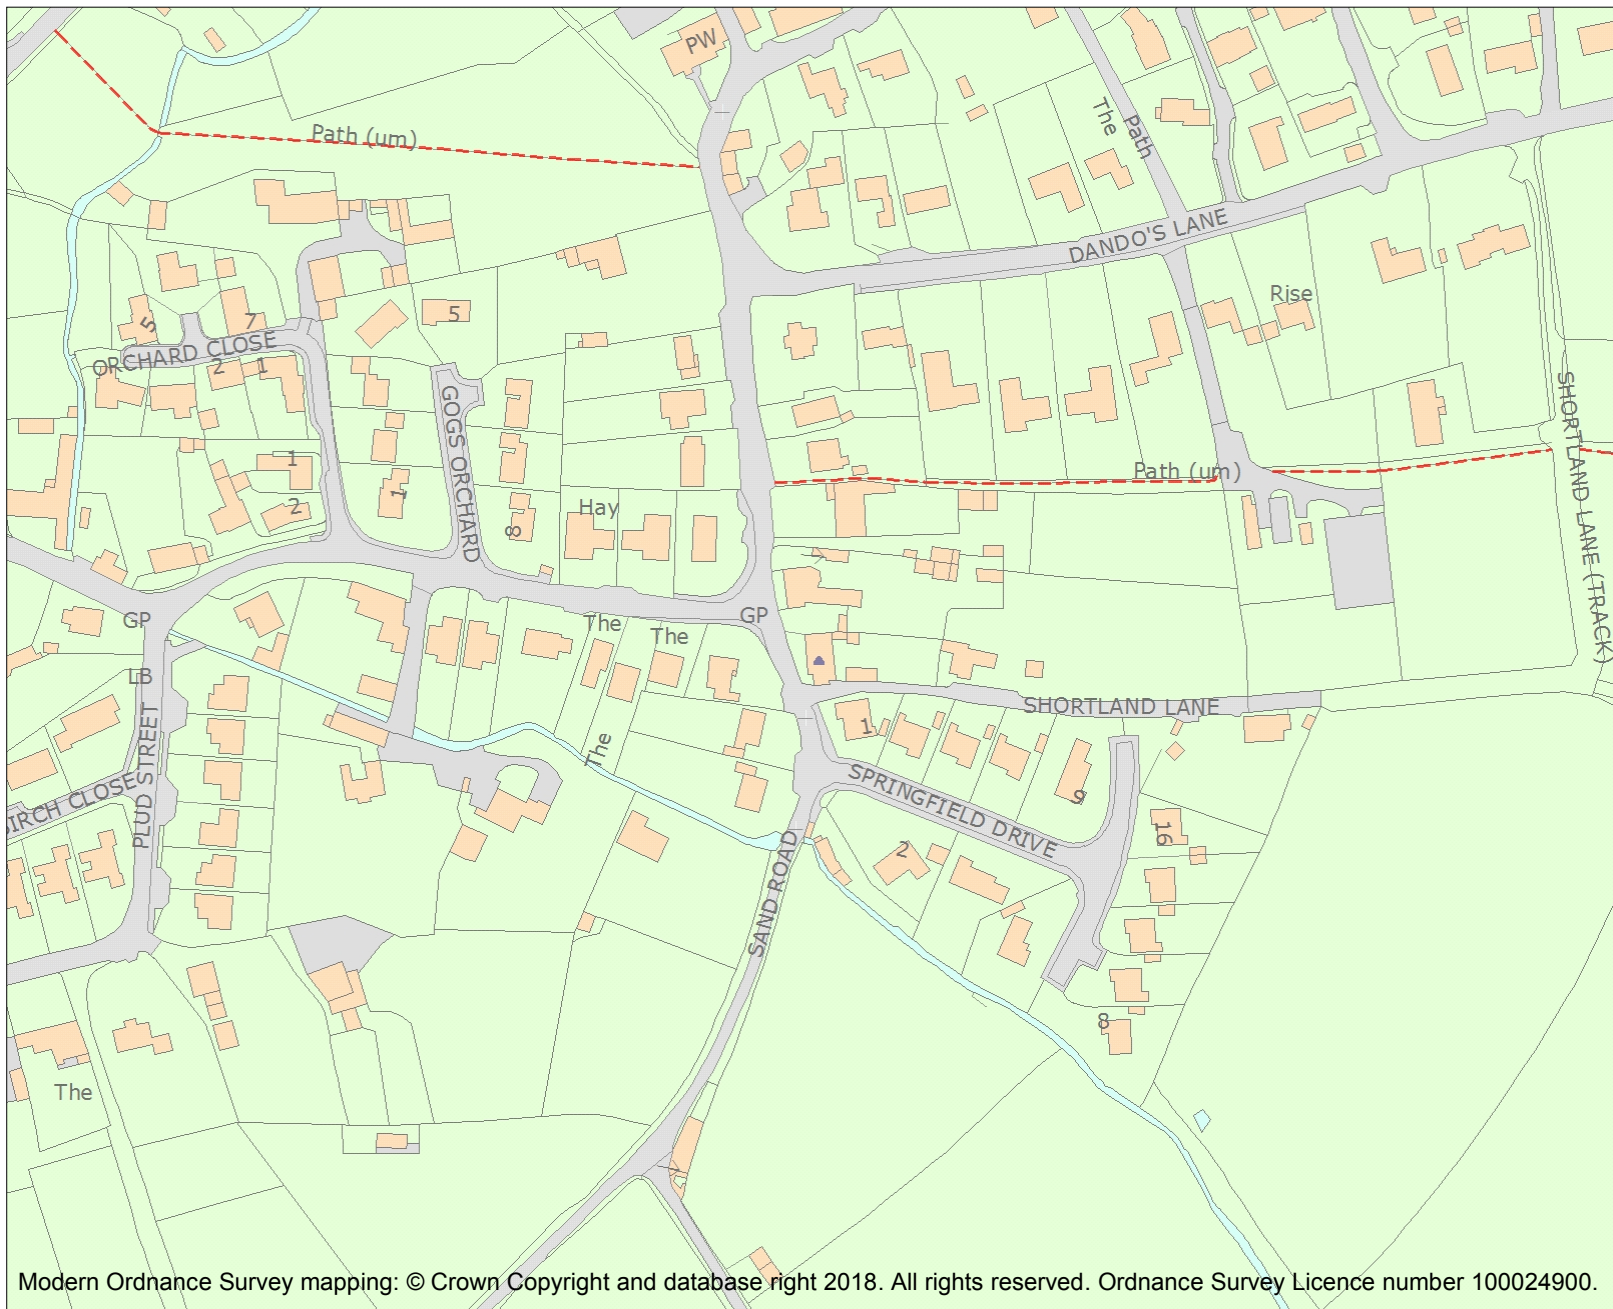 PW
Path (um)
The
Path
DANDO'S LANE
Rise
5
7
5
ORCHARD CLOSE
2
1
SHORTLAND LANE (TRACK)
GOGS ORCHARD
1
1
Path (um)
2
Hay
8
GP
GP
The
The
LB
SHORTLAND LANE
1
The
PLUD STREET
BIRCH CLOSE
SPRINGFIELD DRIVE
9
16
2
SAND ROAD
8
The
Modern Ordnance Survey mapping: © Crown Copyright and database right 2018. All rights reserved. Ordnance Survey Licence number 100024900.